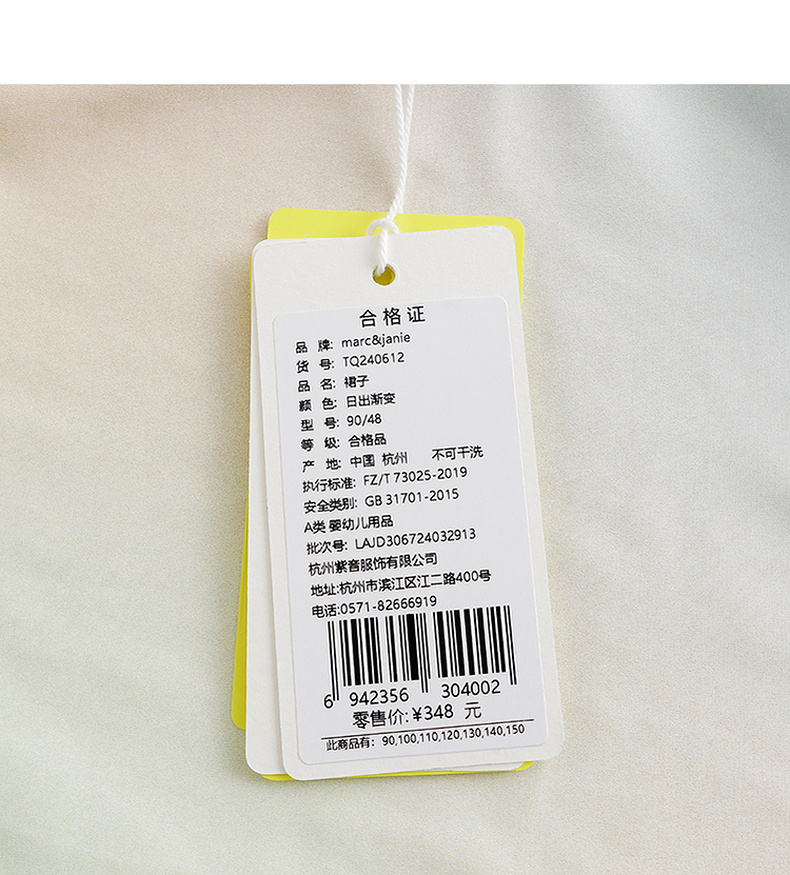 合格证
品 牌: marc&janie
货 号: TQ240612
品 名: 裙子
颜 色: 日出渐变
型 号: 90/48
等 级: 合格品
产 地: 中国 杭州 不可干洗
执行标准: FZ/T 73025-2019
安全类别: GB 31701-2015
A类 婴幼儿用品
批次号: LAJD306724032913
杭州紫音服饰有限公司
地址:杭州市滨江区江二路400号
电话:0571-82666919
6 942356 304002
零售价:¥348 元
此商品有: 90,100,110,120,130,140,150